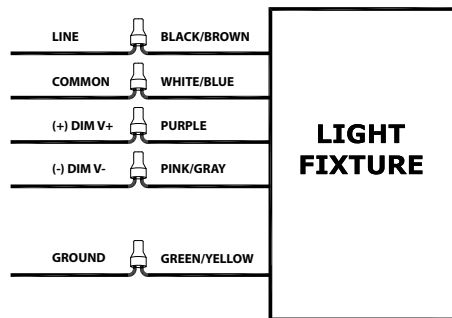 LINE BLACK/BROWN
COMMON WHITE/BLUE
(+) DIM V+ PURPLE
(-) DIM V- PINK/GRAY
GROUND GREEN/YELLOW
LIGHT
FIXTURE